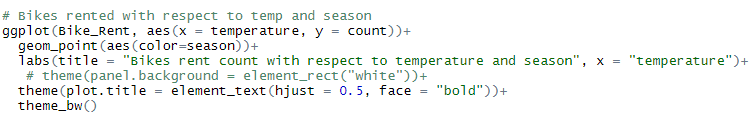 # Bikes rented with respect to temp and season
ggplot(Bike_Rent, aes(x = temperature, y = count))+
  geom_point(aes(color=season))+
  labs(title = "Bikes rent count with respect to temperature and season", x = "temperature")+
   # theme(panel.background = element_rect("white"))+
  theme(plot.title = element_text(hjust = 0.5, face = "bold"))+
  theme_bw()